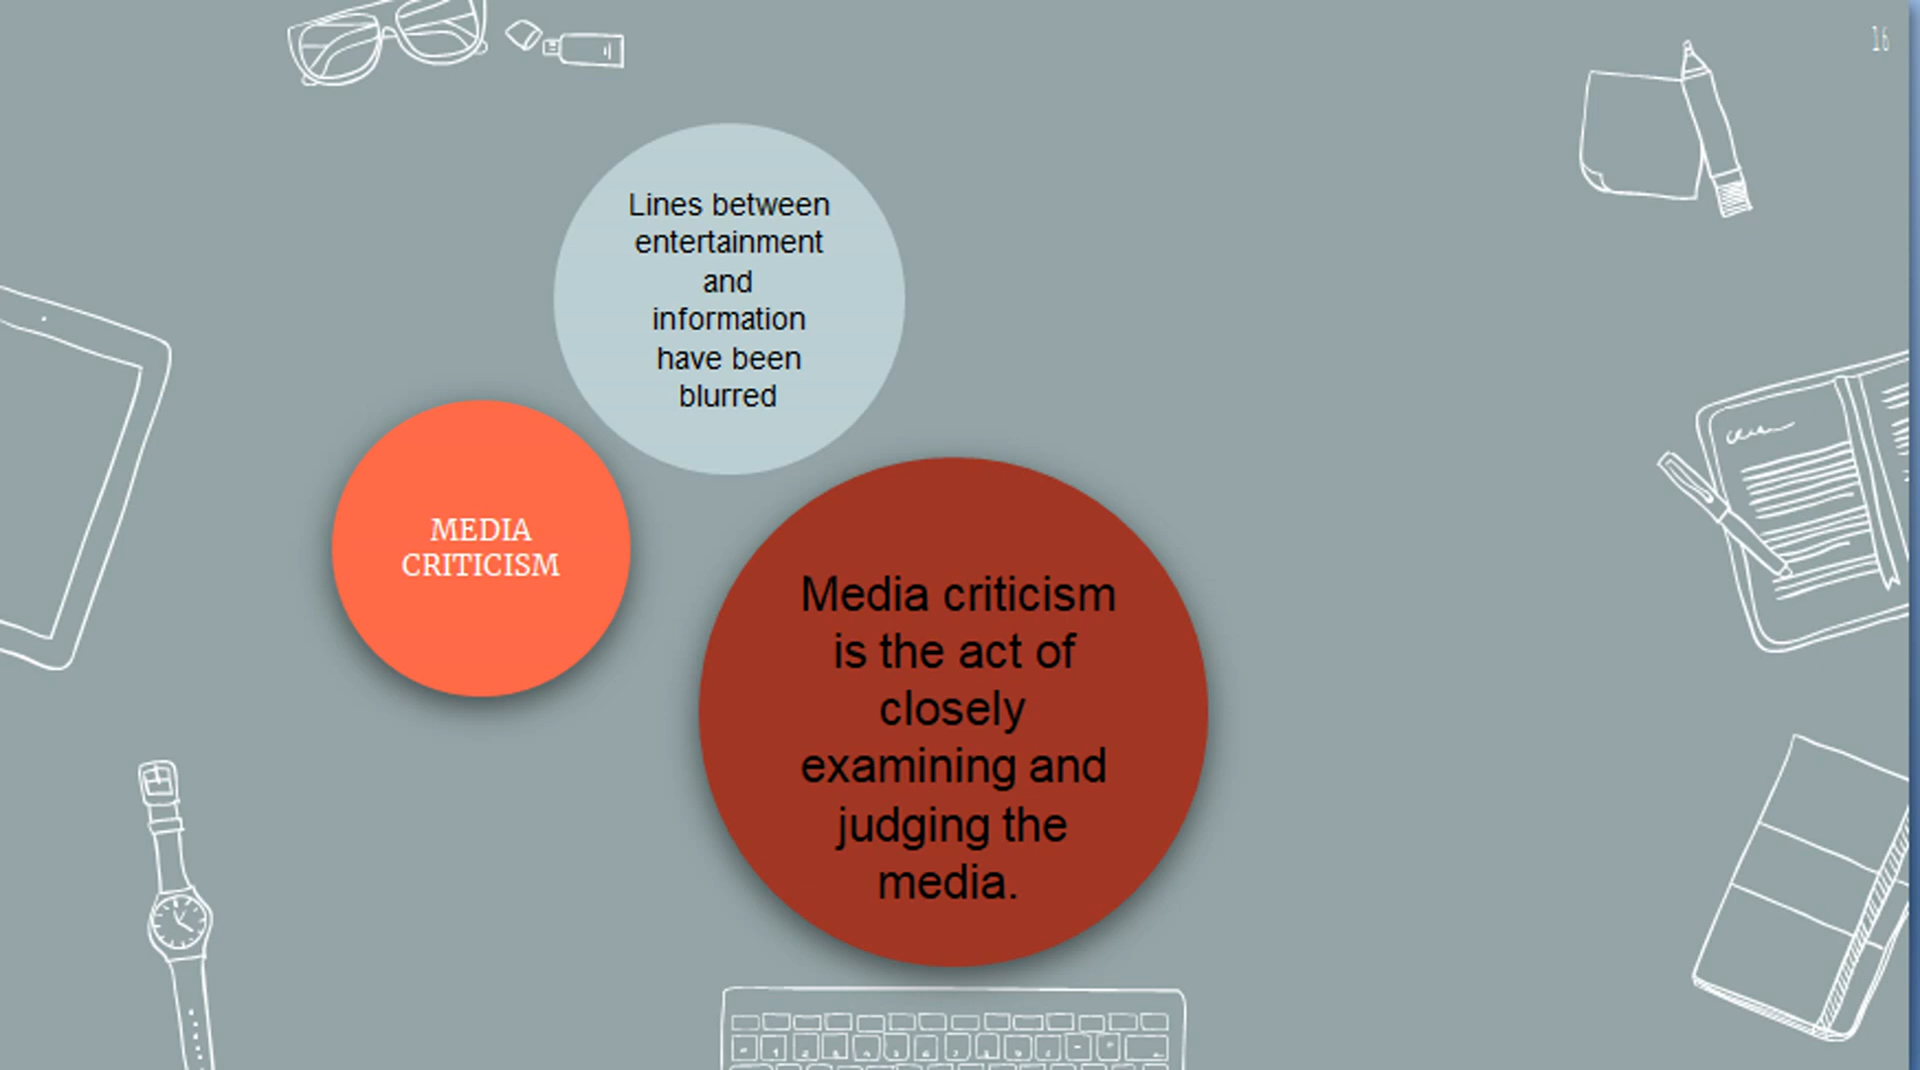 16
Lines between
entertainment
and
information
have been
blurred
MEDIA
CRITICISM
Media criticism
is the act of
closely
examining and
judging the
media.